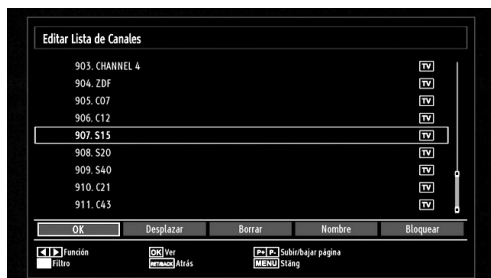 Editar Lista de Canales
903. CHANNEL 4 TV
904. ZDF TV
905. C07 TV
906. C12 TV
907. S15 TV
908. S20 TV
909. S40 TV
910. C21 TV
911. C43 TV
OK Desplazar Borrar Nombre Bloquear
Función OK Ver P+ P- Subir/bajar página
Filtro RET/BACK Atrás MENU Stäng